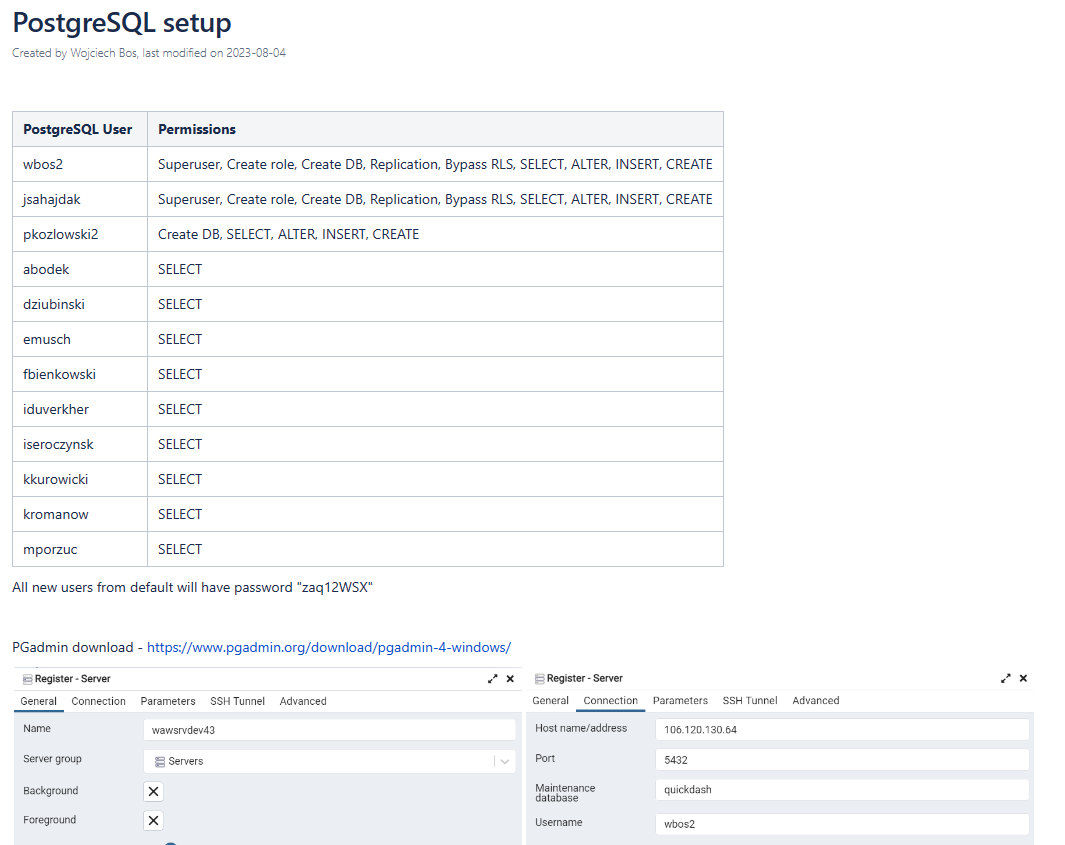 PostgreSQL setup
Created by Wojciech Bos, last modified on 2023-08-04
PostgreSQL User Permissions
wbos2 Superuser, Create role, Create DB, Replication, Bypass RLS, SELECT, ALTER, INSERT, CREATE
jsahajdak Superuser, Create role, Create DB, Replication, Bypass RLS, SELECT, ALTER, INSERT, CREATE
pkozlowski2 Create DB, SELECT, ALTER, INSERT, CREATE
abodek SELECT
dziubinski SELECT
emusch SELECT
fbienkowski SELECT
iduverkher SELECT
iseroczynsk SELECT
kkurowicki SELECT
kromanow SELECT
mporzuc SELECT
All new users from default will have password "zaq12WSX"
PGadmin download - https://www.pgadmin.org/download/pgadmin-4-windows/
Register - Server
General Connection Parameters SSH Tunnel Advanced
Name wawsrvdev43
Server group Servers
Background
Foreground
Register - Server
General Connection Parameters SSH Tunnel Advanced
Host name/address 106.120.130.64
Port 5432
Maintenance
database quickdash
Username wbos2